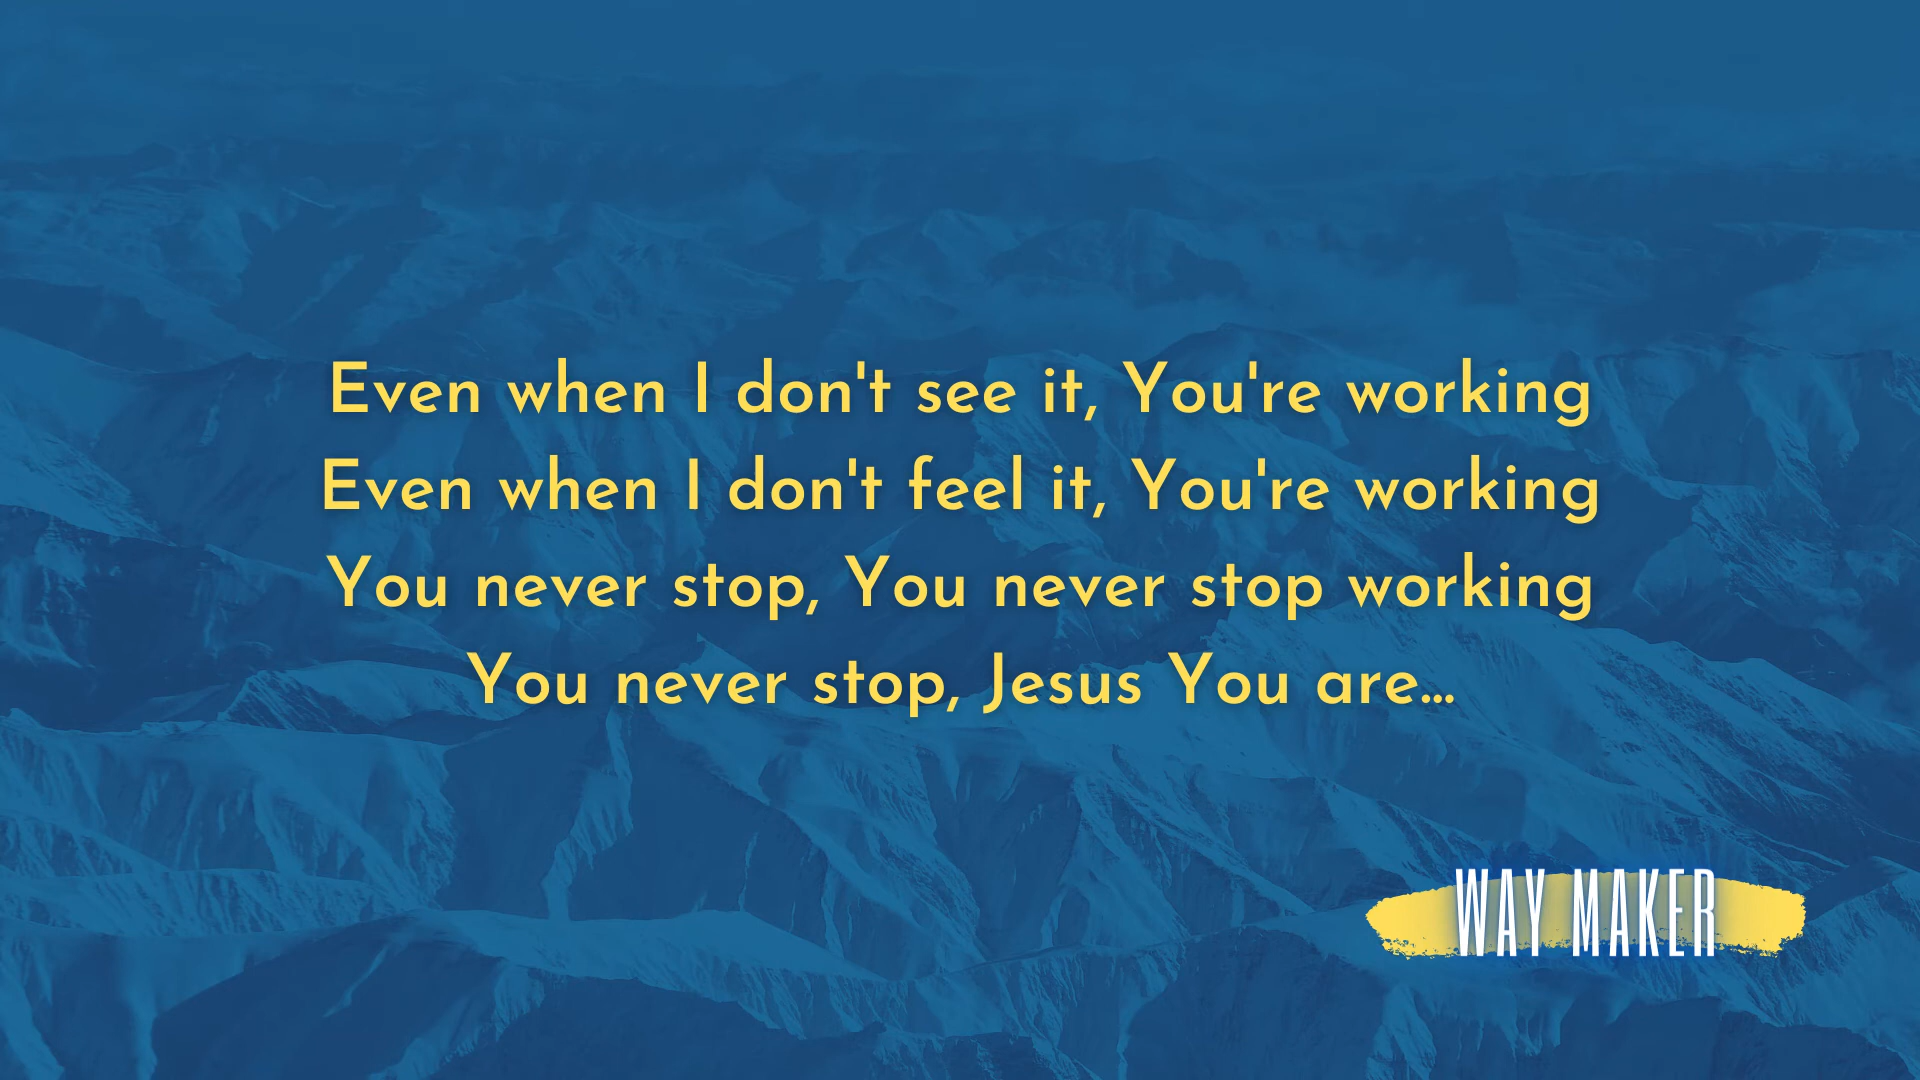 Even when I don't see it, You're working
Even when I don't feel it, You're working
You never stop, You never stop working
You never stop, Jesus You are...
WAY MAKER